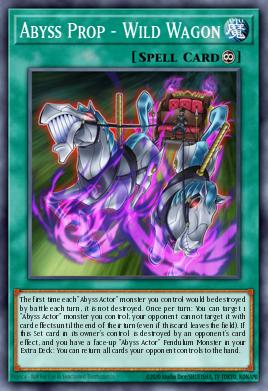 ABYSS PROP - WILD WAGON
魔
[SPELL CARD]
The first time each "Abyss Actor" monster you control would be destroyed
by battle each turn, it is not destroyed. Once per turn: You can target 1
"Abyss Actor" monster you control; your opponent cannot target it with
card effects until the end of their turn (even if this card leaves the field). If
this Set card in its owner's control is destroyed by an opponent's card
effect, and you have a face-up "Abyss Actor" Pendulum Monster in your
Extra Deck: You can return all cards your opponent controls to the hand.